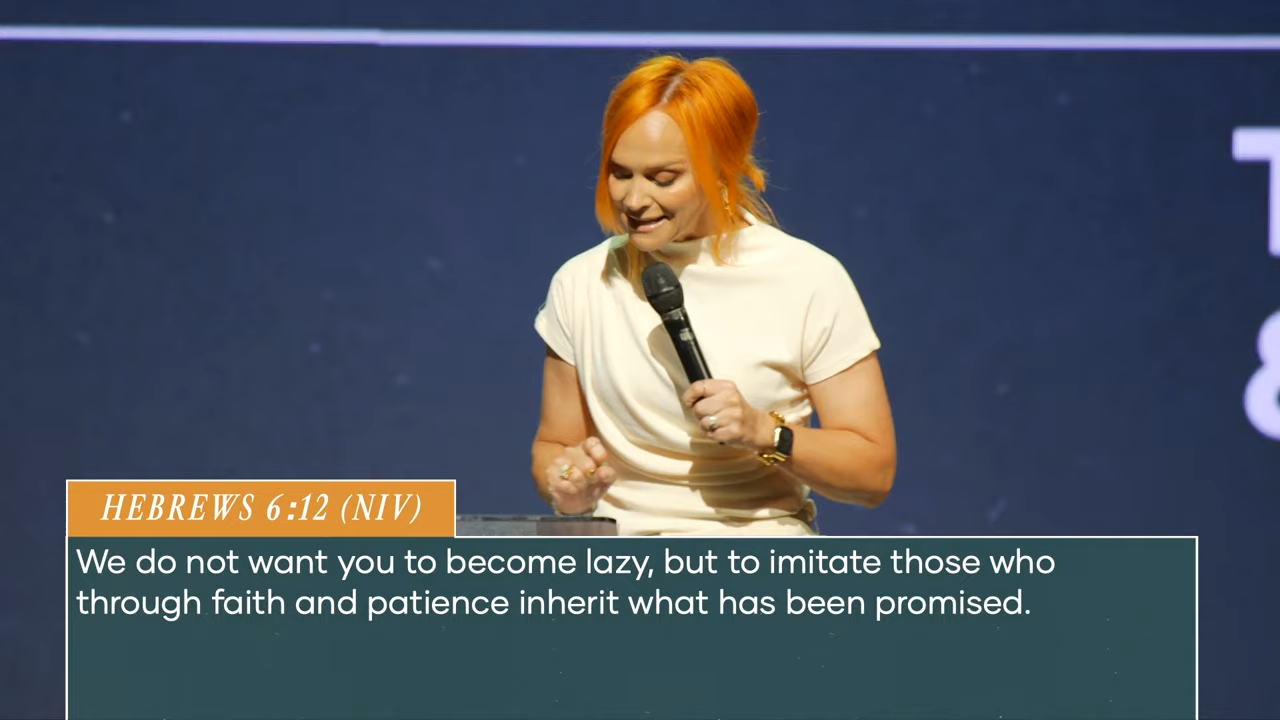 T
&
HEBREWS 6:12 (NIV)
We do not want you to become lazy, but to imitate those who
through faith and patience inherit what has been promised.